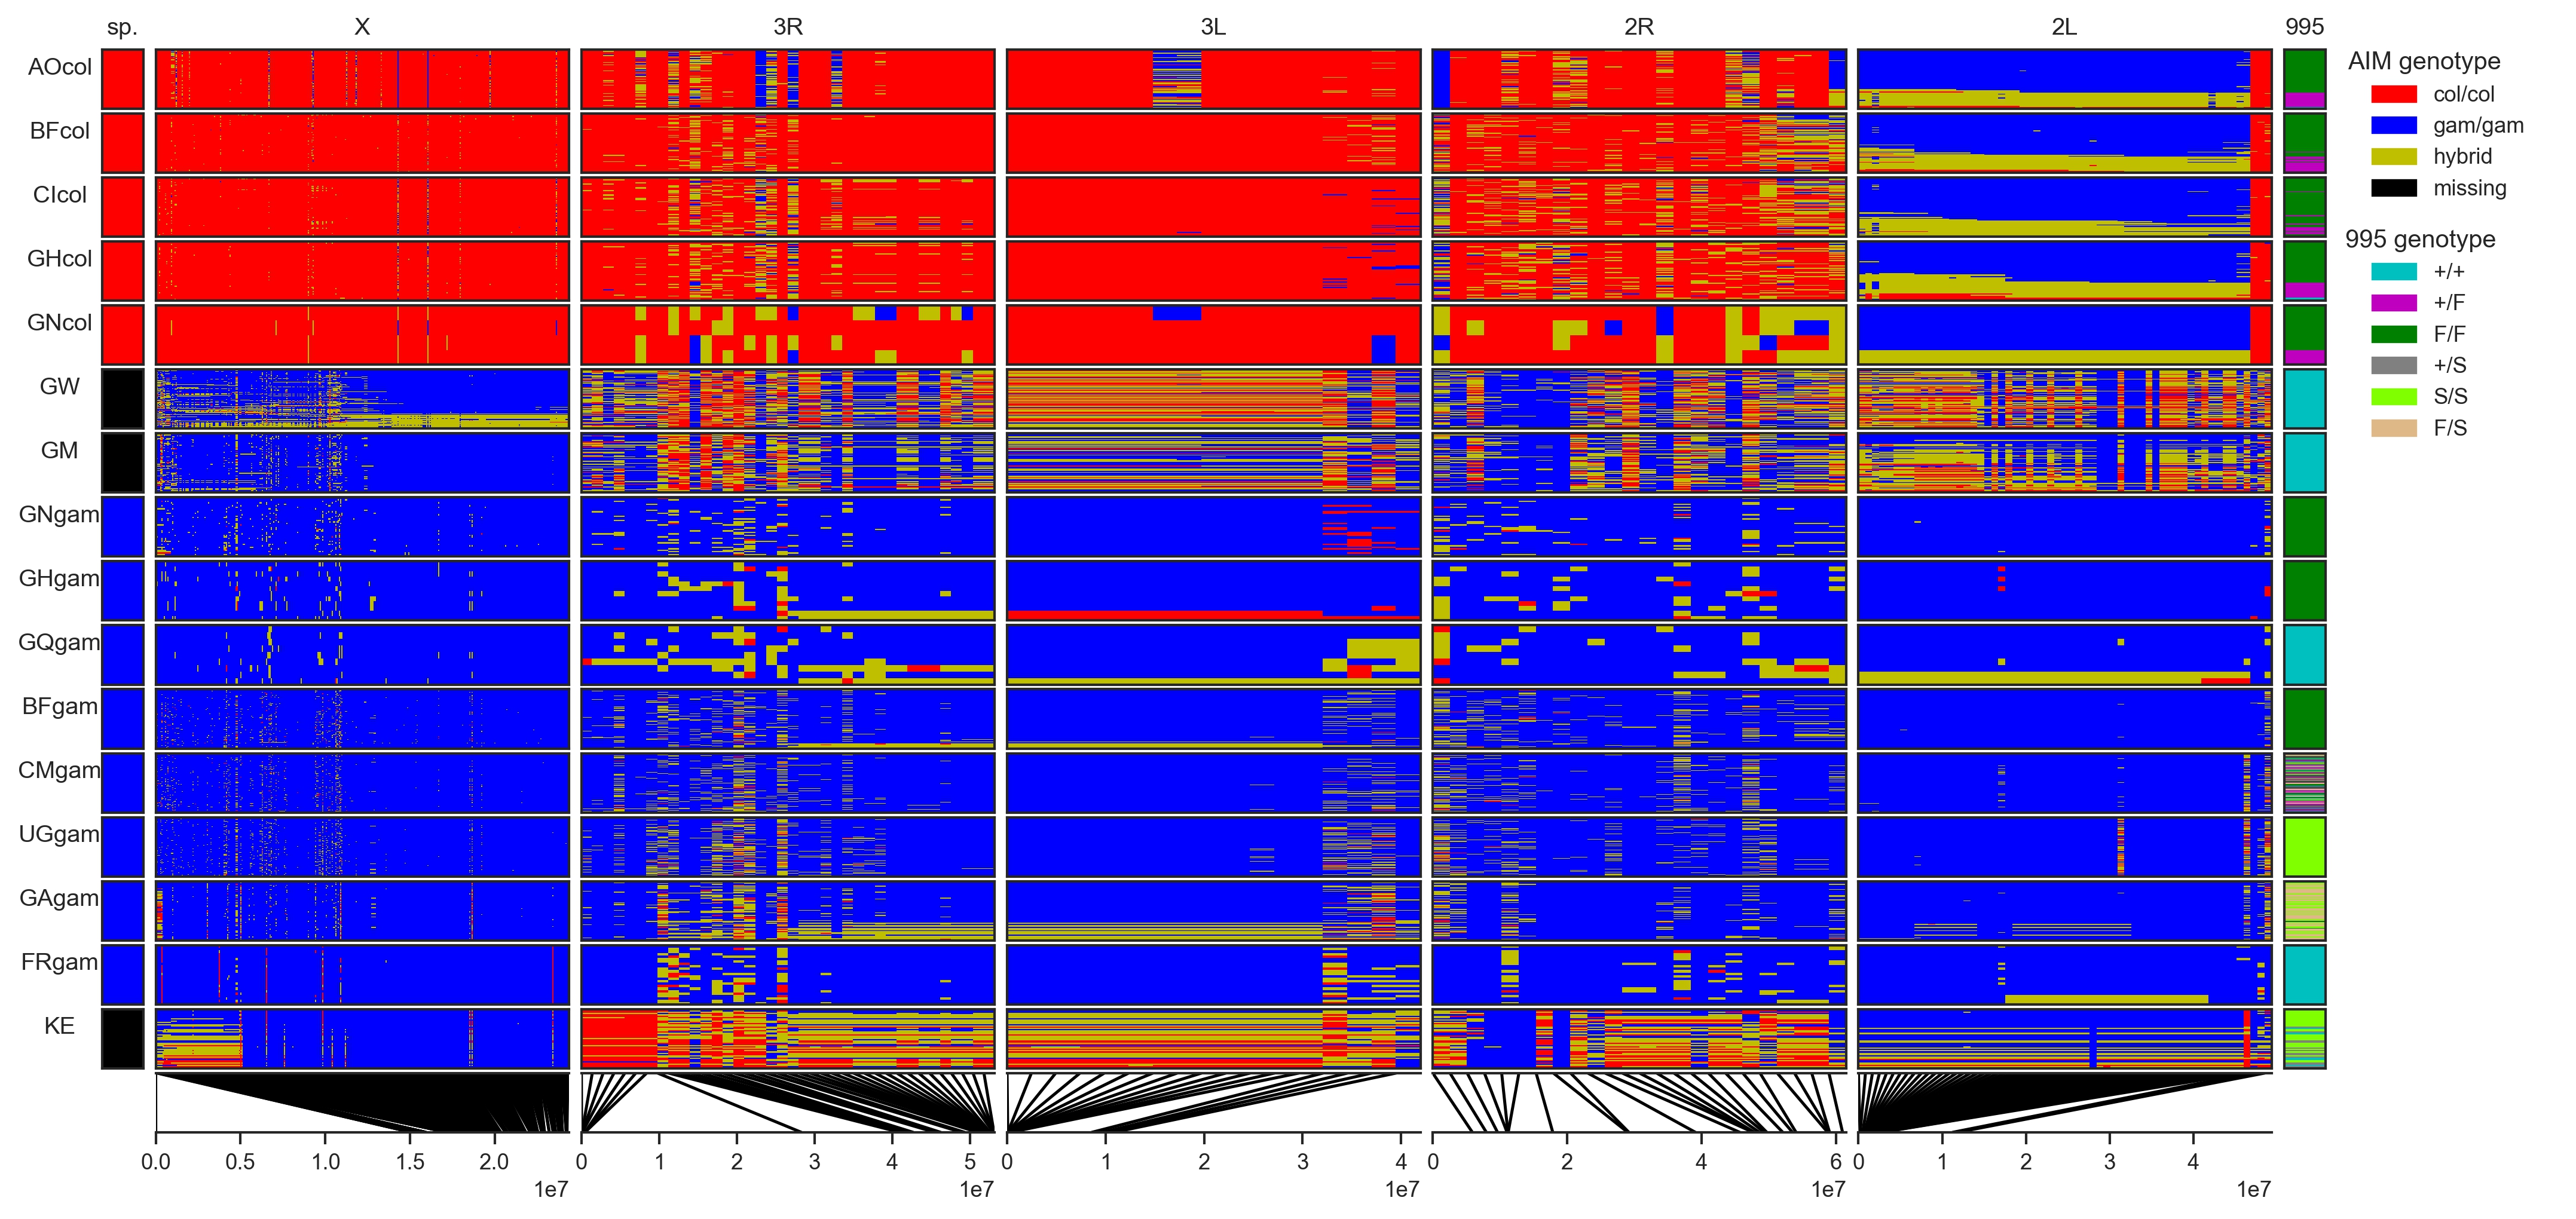 sp. X 3R 3L 2R 2L 995
AOcol
BFcol
CIcol
GHcol
GNcol
GW
GM
GNgam
GHgam
GQgam
BFgam
CMgam
UGgam
GAgam
FRgam
KE
AIM genotype
col/col
gam/gam
hybrid
missing
995 genotype
+/+
+/F
F/F
+/S
S/S
F/S
0.0 0.5 1.0 1.5 2.0 0 1 2 3 4 5 0 1 2 3 4 0 2 4 6 0 1 2 3 4
1e7 1e7 1e7 1e7 1e7